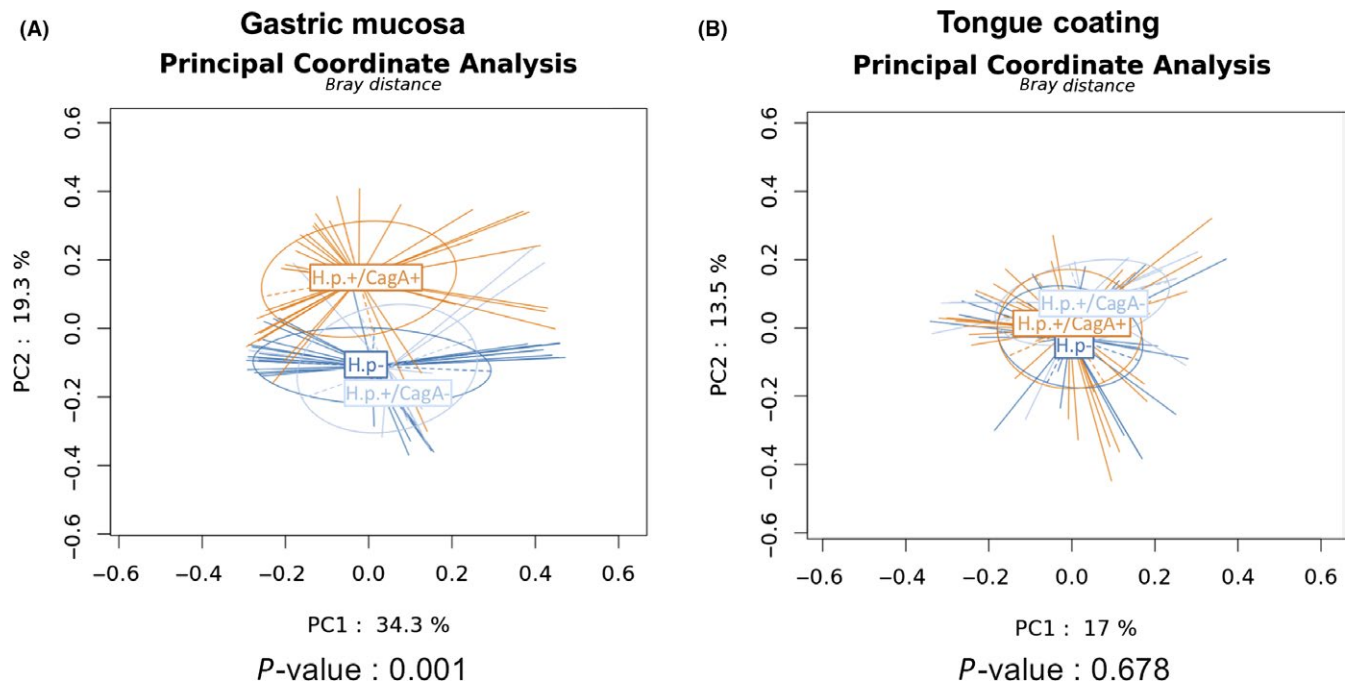 (A)
Gastric mucosa
Principal Coordinate Analysis
Bray distance
PC2 : 19.3 %
0.6
0.4
0.2
0.0
−0.2
−0.4
−0.6
H.p.+/CagA+
H.p-
H.p.+/CagA-
−0.6 −0.4 −0.2 0.0 0.2 0.4 0.6
PC1 : 34.3 %
P-value : 0.001
(B)
Tongue coating
Principal Coordinate Analysis
Bray distance
PC2 : 13.5 %
0.6
0.4
0.2
0.0
−0.2
−0.4
−0.6
H.p.+/CagA-
H.p.+/CagA+
H.p-
−0.6 −0.4 −0.2 0.0 0.2 0.4 0.6
PC1 : 17 %
P-value : 0.678